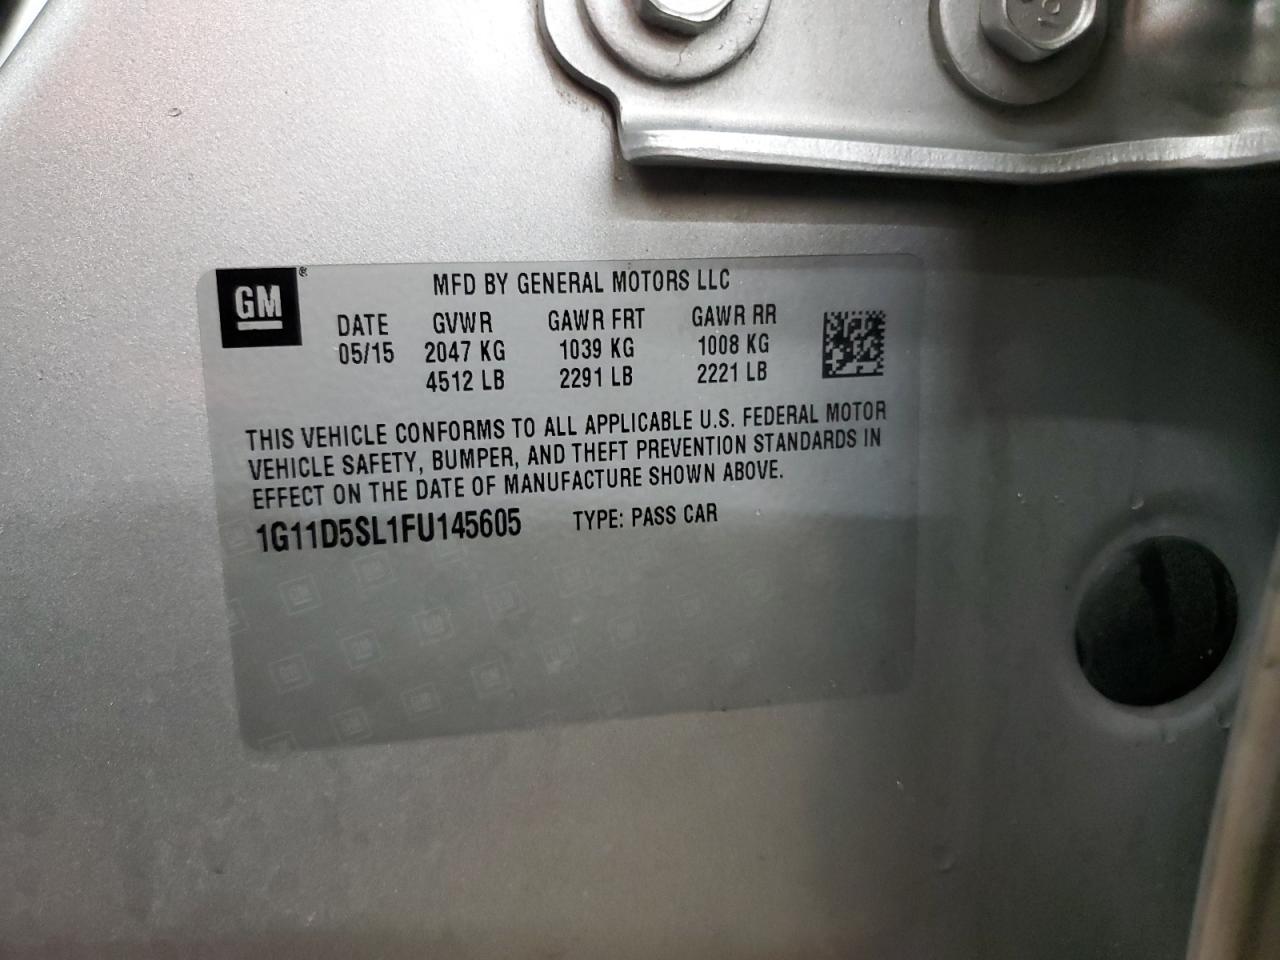 GM®
MFD BY GENERAL MOTORS LLC
DATE GVWR GAWR FRT GAWR RR
05/15 2047 KG 1039 KG 1008 KG
4512 LB 2291 LB 2221 LB
THIS VEHICLE CONFORMS TO ALL APPLICABLE U.S. FEDERAL MOTOR
VEHICLE SAFETY, BUMPER, AND THEFT PREVENTION STANDARDS IN
EFFECT ON THE DATE OF MANUFACTURE SHOWN ABOVE.
1G11D5SL1FU145605 TYPE: PASS CAR